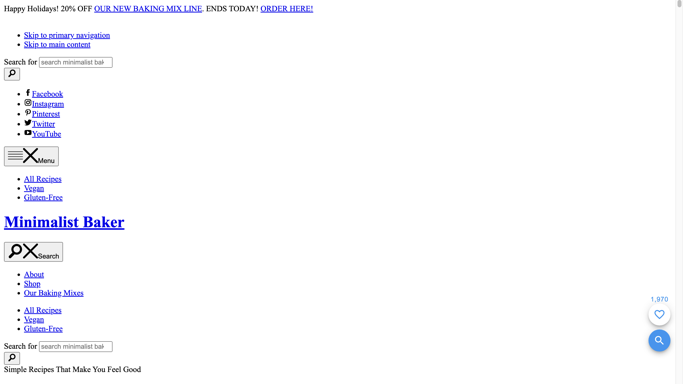 Happy Holidays! 20% OFF OUR NEW BAKING MIX LINE. ENDS TODAY! ORDER HERE!
Skip to primary navigation
Skip to main content
Search for search minimalist bak
Facebook
Instagram
Pinterest
Twitter
YouTube
Menu
All Recipes
Vegan
Gluten-Free
Minimalist Baker
Search
About
Shop
Our Baking Mixes
All Recipes
Vegan
Gluten-Free
1,970
Search for search minimalist bak
Simple Recipes That Make You Feel Good